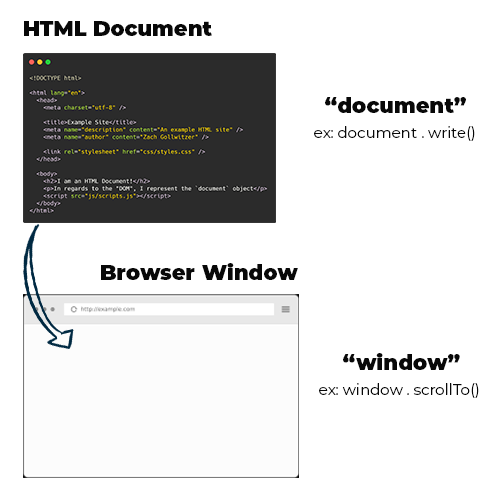 HTML Document
<!DOCTYPE html>
<html lang="en">
<head>
<meta charset="utf-8" />
<title>Example Site</title>
<meta name="description" content="An example HTML site" />
<meta name="author" content="Zach Gollwitzer" />
<link rel="stylesheet" href="css/styles.css" />
</head>
<body>
<h2>I am an HTML Document!</h2>
<p>In regards to the "DOM", I represent the `document` object</p>
<script src="js/scripts.js"></script>
</body>
</html>
“document”
ex: document . write()
Browser Window
http://example.com
“window”
ex: window . scrollTo()